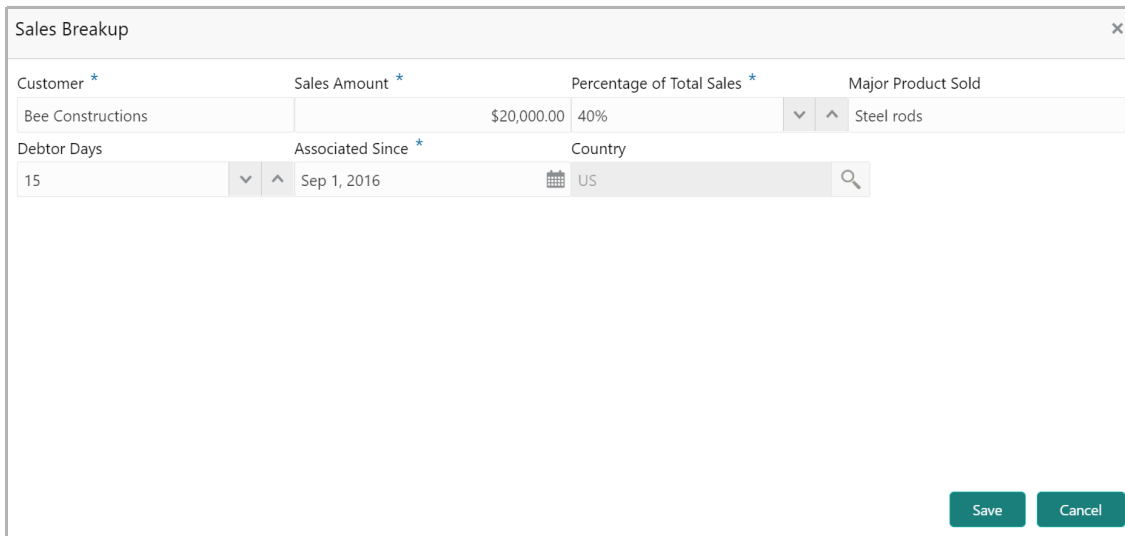 Sales Breakup
Customer * Sales Amount * Percentage of Total Sales * Major Product Sold
Bee Constructions $20,000.00 40% Steel rods
Debtor Days Associated Since * Country
15 Sep 1, 2016 US
Save Cancel